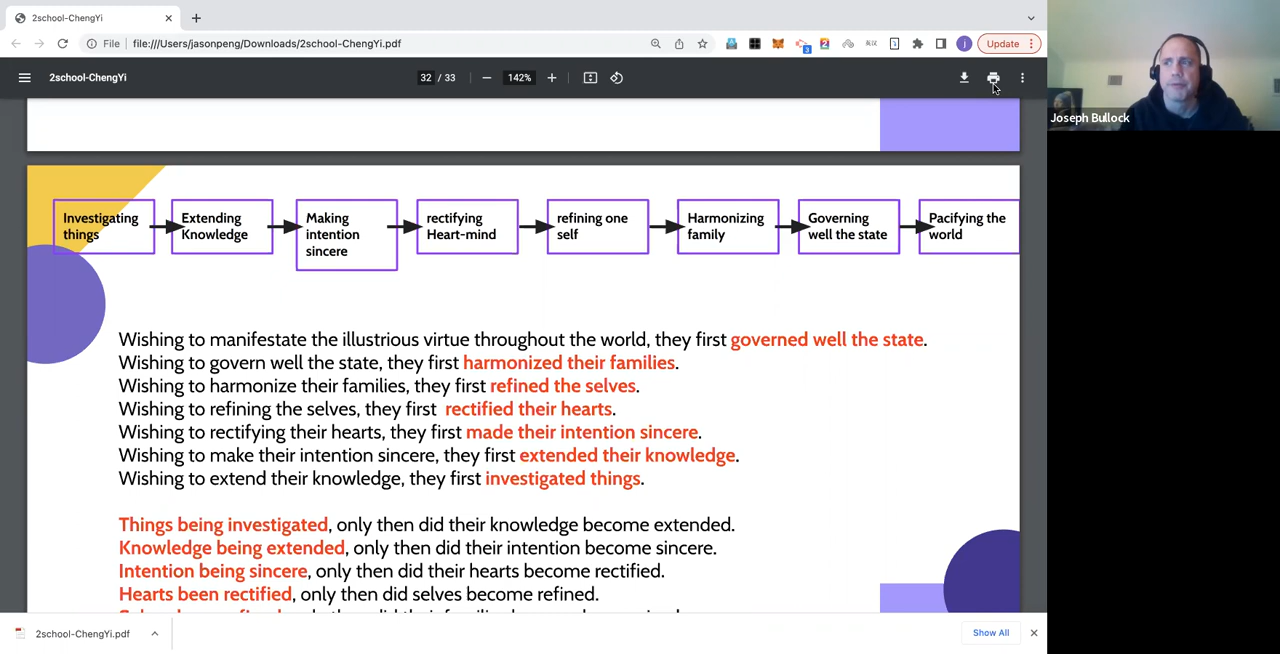 2school-ChengYi
File
file:///Users/jasonpeng/Downloads/2school-ChengYi.pdf
3
2
j
Update
2school-ChengYi
32 / 33
142%
Joseph Bullock
Investigating
things
Extending
Knowledge
Making
intention
sincere
rectifying
Heart-mind
refining one
self
Harmonizing
family
Governing
well the state
Pacifying the
world
Wishing to manifestate the illustrious virtue throughout the world, they first governed well the state.
Wishing to govern well the state, they first harmonized their families.
Wishing to harmonize their families, they first refined the selves.
Wishing to refining the selves, they first rectified their hearts.
Wishing to rectifying their hearts, they first made their intention sincere.
Wishing to make their intention sincere, they first extended their knowledge.
Wishing to extend their knowledge, they first investigated things.
Things being investigated, only then did their knowledge become extended.
Knowledge being extended, only then did their intention become sincere.
Intention being sincere, only then did their hearts become rectified.
Hearts been rectified, only then did selves become refined.
2school-ChengYi.pdf
Show All